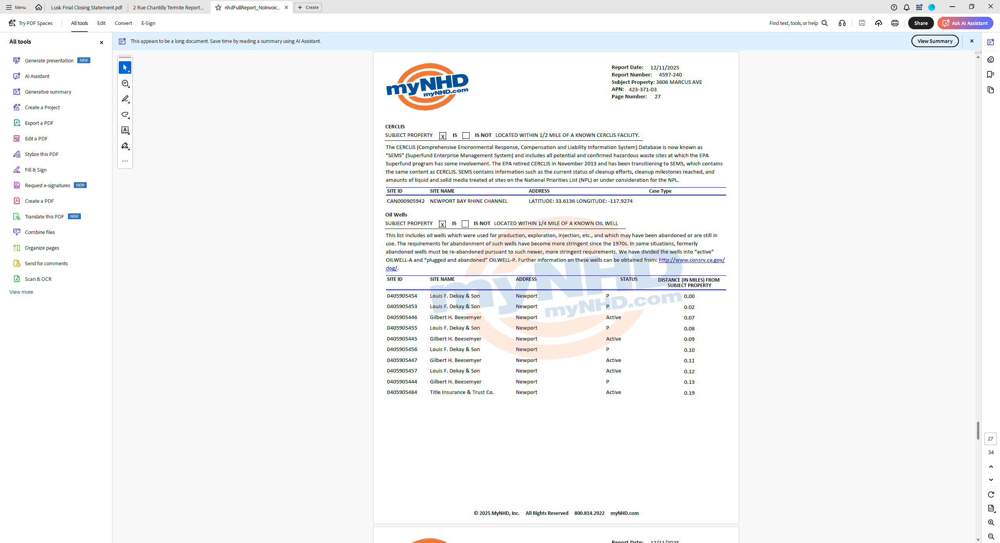 Menu
Lusk Final Closing Statement.pdf
2 Rue Chantilly Termite Report....
nhdFullReport_NoInvoic...
Create
Try PDF Spaces
All tools
Edit
Convert
E-Sign
Find text, tools, or help
Share
Ask AI Assistant
All tools
This appears to be a long document. Save time by reading a summary using AI Assistant.
View Summary
Generate presentation NEW
AI Assistant
Generative summary
Create a Project
Export a PDF
Edit a PDF
Stylize this PDF
Fill & Sign
Request e-signatures NEW
Create a PDF
Translate this PDF NEW
Combine files
Organize pages
Send for comments
Scan & OCR
View more
myNHD
myNHD.com
Report Date: 12/11/2025
Report Number: 4597-240
Subject Property: 3606 MARCUS AVE
APN: 423-371-03
Page Number: 27
CERCLIS
SUBJECT PROPERTY X IS IS NOT LOCATED WITHIN 1/2 MILE OF A KNOWN CERCLIS FACILITY.
The CERCLIS (Comprehensive Environmental Response, Compensation and Liability Information System) Database is now known as
"SEMS" (Superfund Enterprise Management System) and includes all potential and confirmed hazardous waste sites at which the EPA
Superfund program has some involvement. The EPA retired CERCLIS in November 2013 and has been transitioning to SEMS, which contains
the same content as CERCLIS. SEMS contains information such as the current status of cleanup efforts, cleanup milestones reached, and
amounts of liquid and solid media treated at sites on the National Priorities List (NPL) or under consideration for the NPL.
SITE ID SITE NAME ADDRESS Case Type
CAN000905942 NEWPORT BAY RHINE CHANNEL LATITUDE: 33.6136 LONGITUDE: -117.9274
Oil Wells
SUBJECT PROPERTY X IS IS NOT LOCATED WITHIN 1/4 MILE OF A KNOWN OIL WELL
This list includes oil wells which were used for production, exploration, injection, etc., and which may have been abandoned or are still in
use. The requirements for abandonment of such wells have become more stringent since the 1970s. In some situations, formerly
abandoned wells must be re-abandoned pursuant to such newer, more stringent requirements. We have divided the wells into “active”
OILWELL-A and “plugged and abandoned” OILWELL-P. Further information on these wells can be obtained from: http://www.consrv.ca.gov/
dog/.
SITE ID SITE NAME ADDRESS STATUS DISTANCE (IN MILES) FROM
SUBJECT PROPERTY
0405905454 Louis F. Dekay & Son Newport P 0.00
0405905453 Louis F. Dekay & Son Newport P 0.02
0405905446 Gilbert H. Beesemyer Newport Active 0.07
0405905455 Louis F. Dekay & Son Newport P 0.08
0405905445 Gilbert H. Beesemyer Newport Active 0.09
0405905456 Louis F. Dekay & Son Newport P 0.10
0405905447 Gilbert H. Beesemyer Newport Active 0.11
0405905457 Louis F. Dekay & Son Newport Active 0.12
0405905444 Gilbert H. Beesemyer Newport P 0.13
0405905484 Title Insurance & Trust Co. Newport Active 0.19
myNHD
myNHD.com
© 2025 MyNHD, Inc. All Rights Reserved 800.814.2922 myNHD.com
Report Date: 12/11/2025
27
34